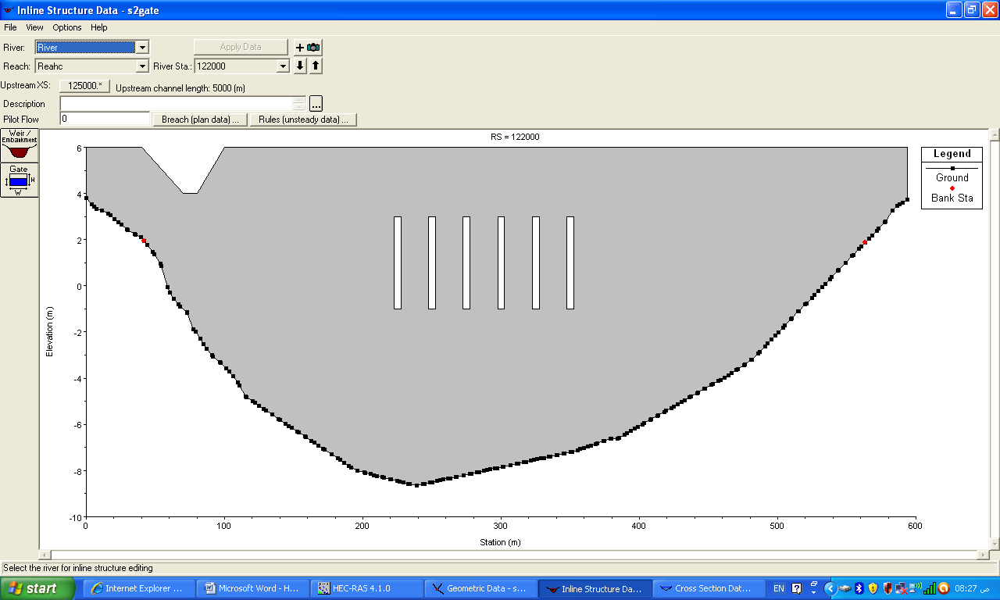 Inline Structure Data - s2gate
File View Options Help
River: River Apply Data
Reach: Reahc River Sta.: 122000
Upstream XS: 125000.* Upstream channel length: 5000 (m)
Description ...
Pilot Flow 0 Breach (plan data) ... Rules (unsteady data) ...
Weir / Embankment
Gate
H
W
RS = 122000
Legend
Ground
Bank Sta
6
4
2
0
-2
-4
-6
-8
-10
Elevation (m)
0 100 200 300 400 500 600
Station (m)
Select the river for inline structure editing
start Internet Explorer ... Microsoft Word - H... HEC-RAS 4.1.0 Geometric Data - s... Inline Structure Da... Cross Section Dat... EN 08:27 ص